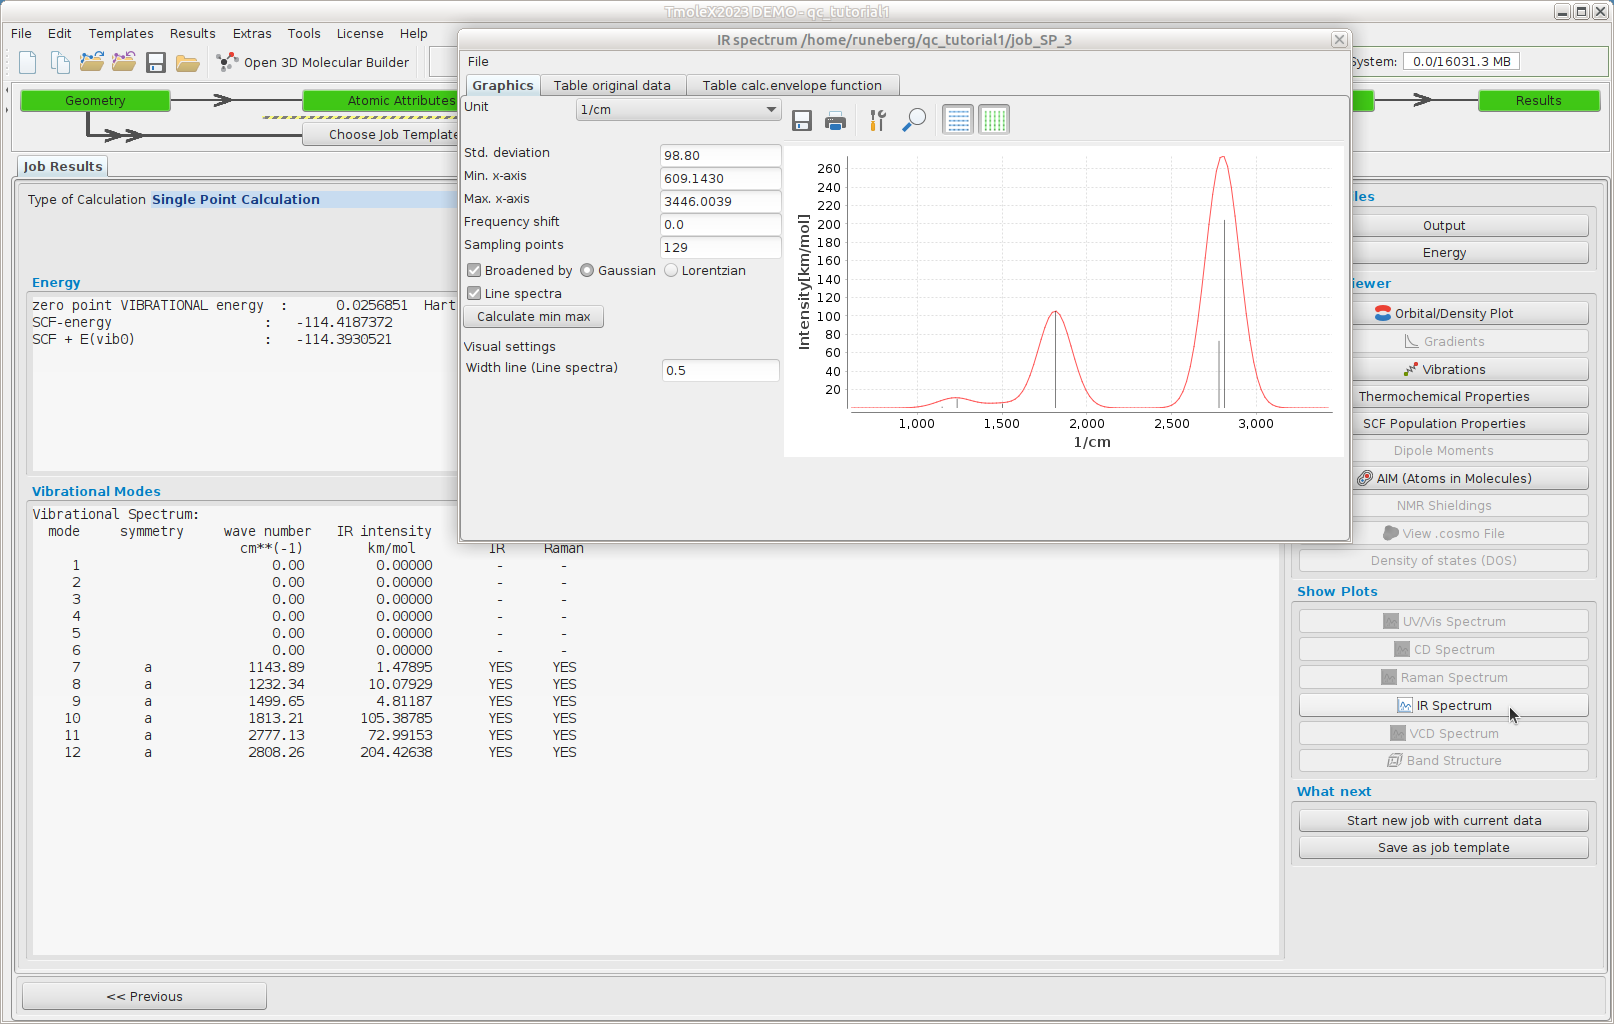 TmoleX2023 DEMO - qc_tutorial1
File Edit Templates Results Extras Tools License Help
Open 3D Molecular Builder
System: 0.0/16031.3 MB
Geometry
Atomic Attributes
Results
Choose Job Template
Job Results
Type of Calculation Single Point Calculation
Energy
zero point VIBRATIONAL energy : 0.0256851 Hart
SCF-energy : -114.4187372
SCF + E(vib0) : -114.3930521
Vibrational Modes
Vibrational Spectrum:
mode symmetry wave number IR intensity
cm**(-1) km/mol IR Raman
1 0.00 0.00000 - -
2 0.00 0.00000 - -
3 0.00 0.00000 - -
4 0.00 0.00000 - -
5 0.00 0.00000 - -
6 0.00 0.00000 - -
7 a 1143.89 1.47895 YES YES
8 a 1232.34 10.07929 YES YES
9 a 1499.65 4.81187 YES YES
10 a 1813.21 105.38785 YES YES
11 a 2777.13 72.99153 YES YES
12 a 2808.26 204.42638 YES YES
<< Previous
IR spectrum /home/runeberg/qc_tutorial1/job_SP_3
File
Graphics Table original data Table calc.envelope function
Unit 1/cm
Std. deviation 98.80
Min. x-axis 609.1430
Max. x-axis 3446.0039
Frequency shift 0.0
Sampling points 129
Broadened by Gaussian Lorentzian
Line spectra
Calculate min max
Visual settings
Width line (Line spectra) 0.5
Intensity[km/mol]
260
240
220
200
180
160
140
120
100
80
60
40
20
1,000 1,500 2,000 2,500 3,000
1/cm
les
Output
Energy
iewer
Orbital/Density Plot
Gradients
Vibrations
Thermochemical Properties
SCF Population Properties
Dipole Moments
AIM (Atoms in Molecules)
NMR Shieldings
View .cosmo File
Density of states (DOS)
Show Plots
UV/Vis Spectrum
CD Spectrum
Raman Spectrum
IR Spectrum
VCD Spectrum
Band Structure
What next
Start new job with current data
Save as job template